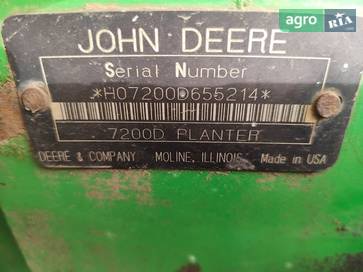 agro RIA
JOHN DEERE
Serial Number
*H07200D655214*
7200D PLANTER
DEERE & COMPANY MOLINE, ILLINOIS Made in USA